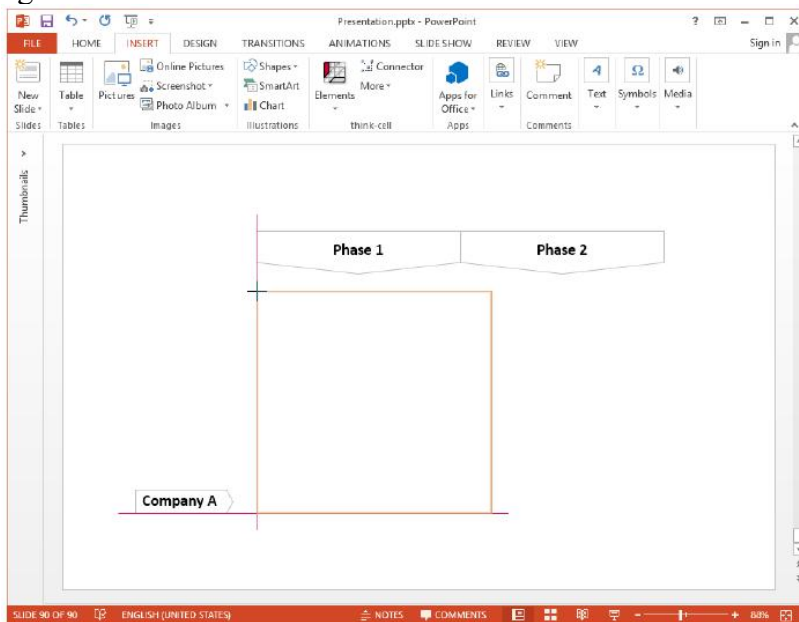 Presentation.pptx - PowerPoint
?
FILE HOME INSERT DESIGN TRANSITIONS ANIMATIONS SLIDE SHOW REVIEW VIEW Sign in
New Slide
Table
Pictures
Online Pictures
Screenshot
Photo Album
Shapes
SmartArt
Chart
Elements
Connector
More
Apps for Office
Links
Comment
Text
Symbols
Media
Slides Tables Images Illustrations think-cell Apps Comments
Thumbnails
Phase 1 Phase 2
Company A
SLIDE 90 OF 90 ENGLISH (UNITED STATES) NOTES COMMENTS 88%